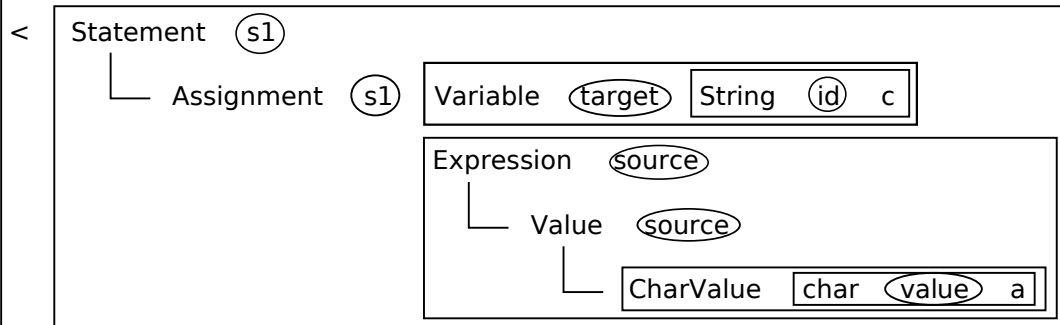 < Statement s1
Assignment s1 Variable target String id c
Expression source
Value source
CharValue char value a